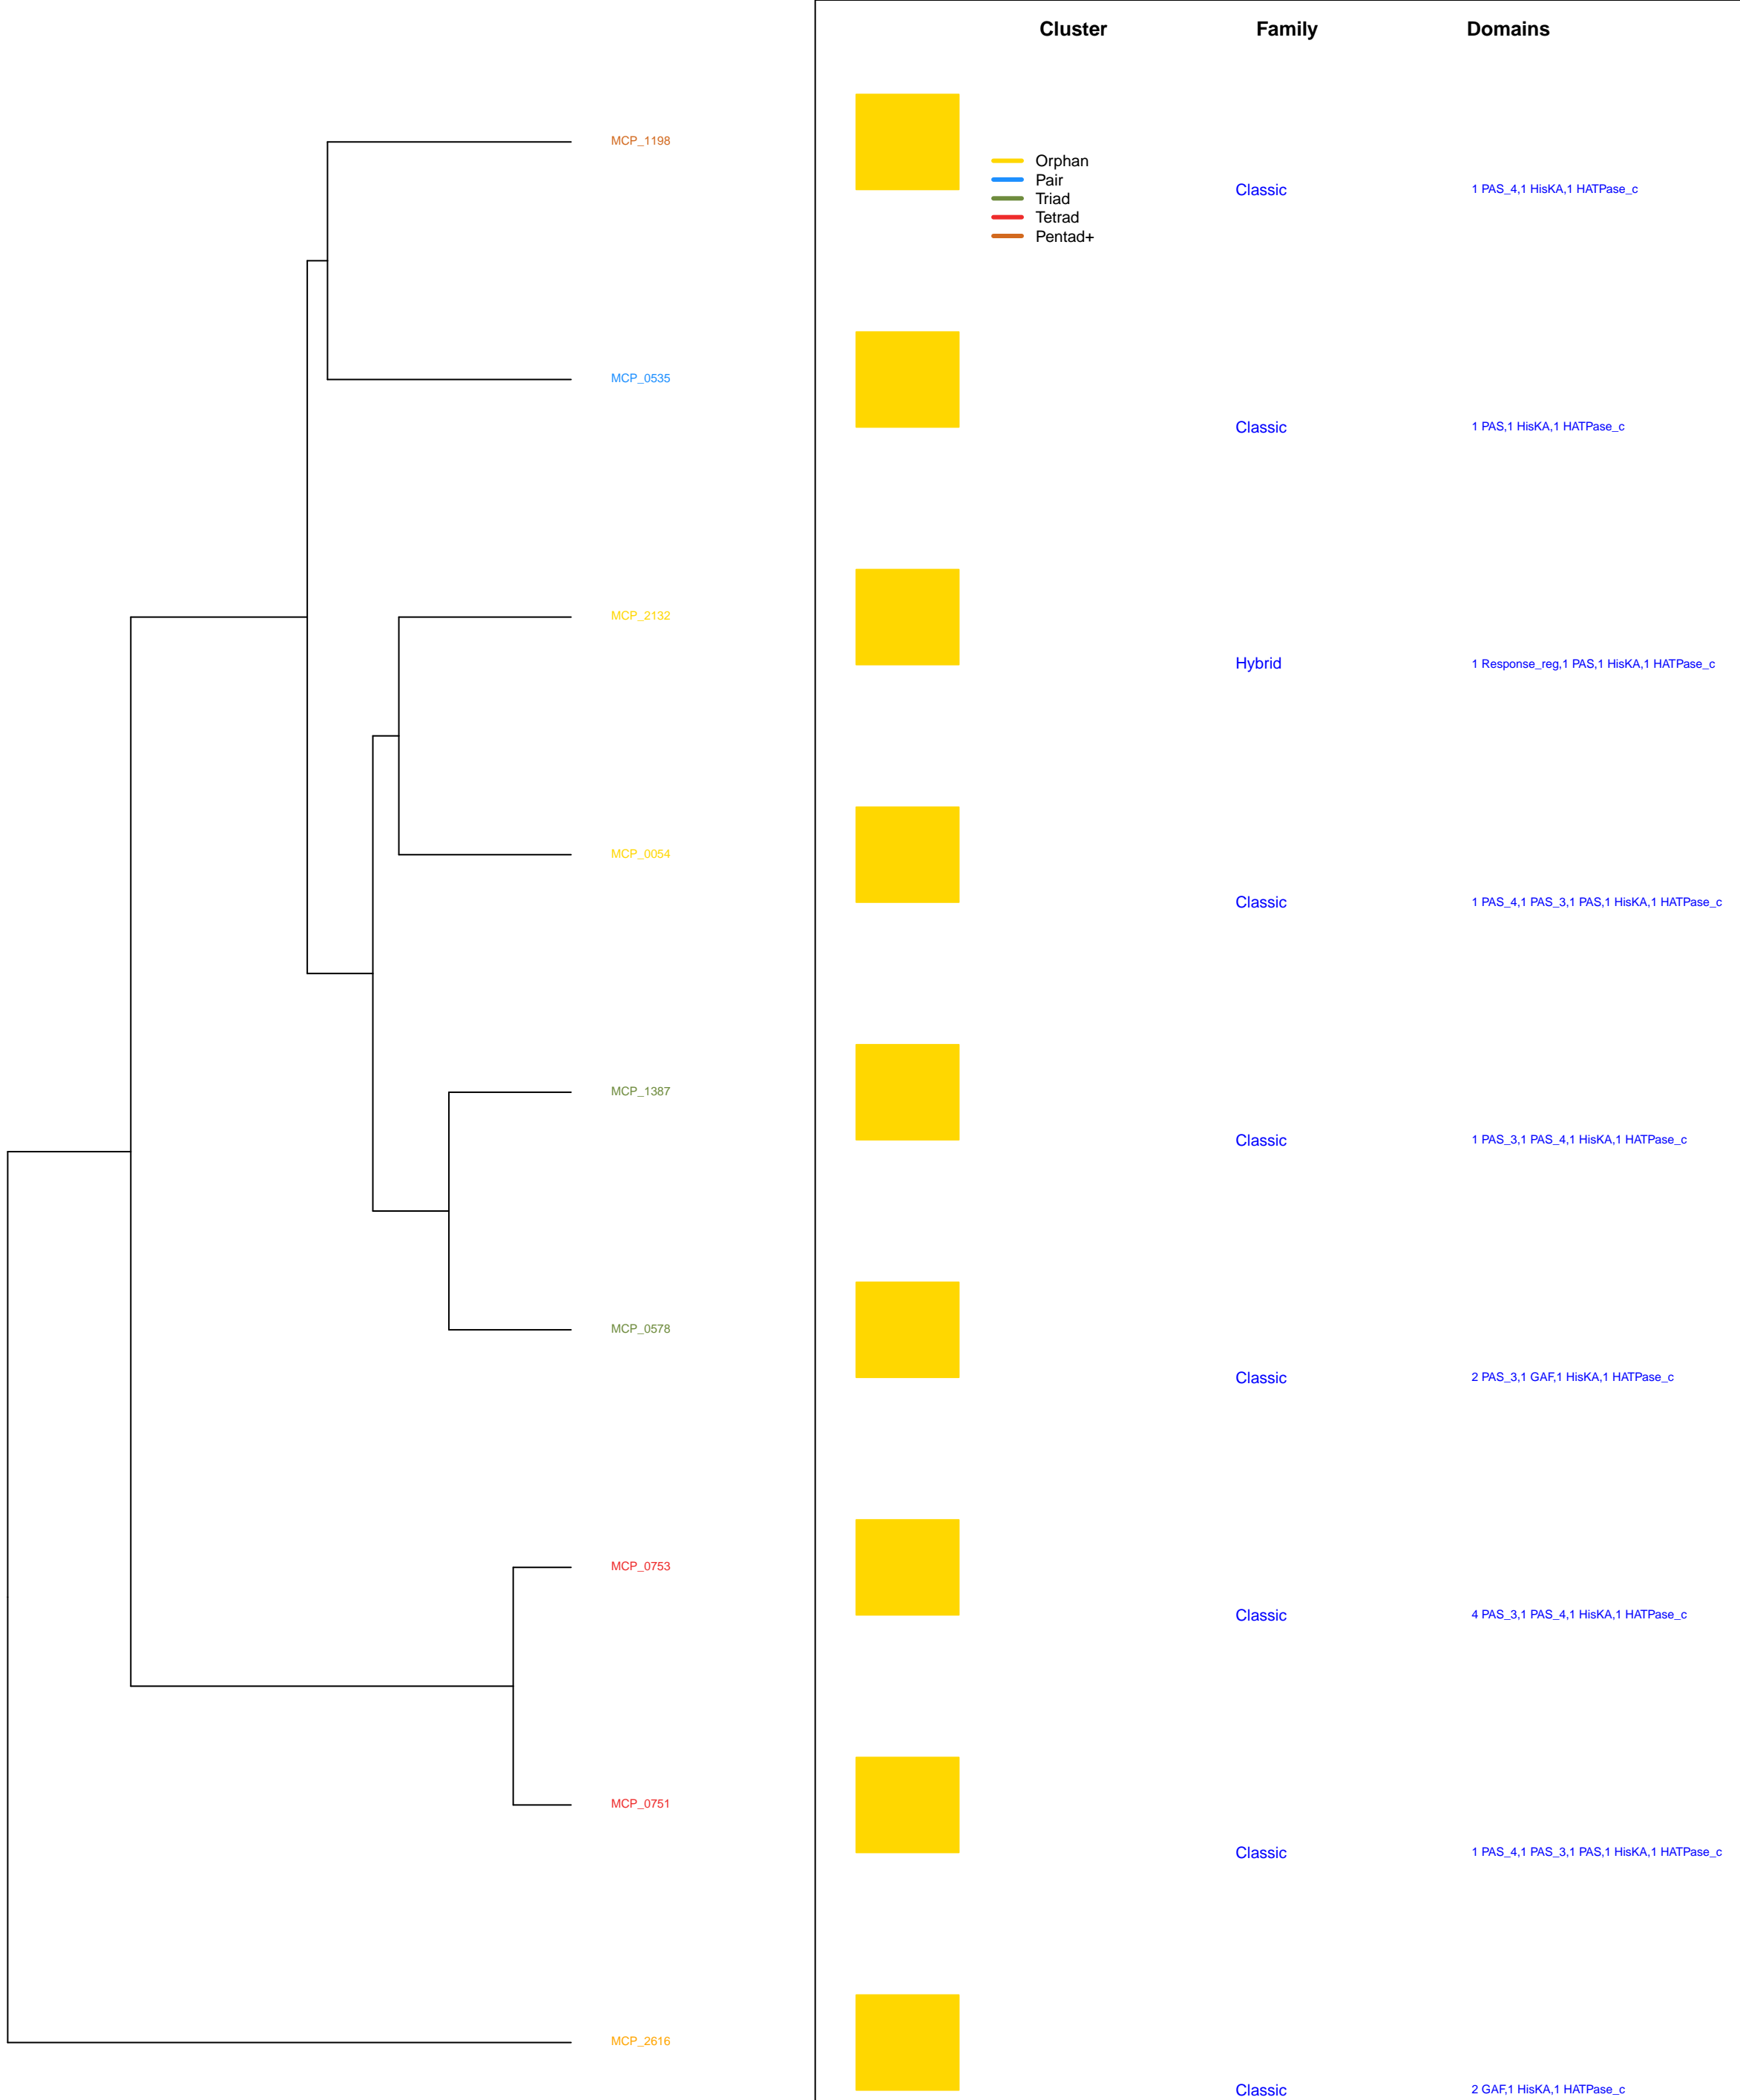 Cluster Family Domains
MCP_1198
Orphan
Pair
Triad
Tetrad
Pentad+
Classic 1 PAS_4,1 HisKA,1 HATPase_c
MCP_0535
Classic 1 PAS,1 HisKA,1 HATPase_c
MCP_2132
Hybrid 1 Response_reg,1 PAS,1 HisKA,1 HATPase_c
MCP_0054
Classic 1 PAS_4,1 PAS_3,1 PAS,1 HisKA,1 HATPase_c
MCP_1387
Classic 1 PAS_3,1 PAS_4,1 HisKA,1 HATPase_c
MCP_0578
Classic 2 PAS_3,1 GAF,1 HisKA,1 HATPase_c
MCP_0753
Classic 4 PAS_3,1 PAS_4,1 HisKA,1 HATPase_c
MCP_0751
Classic 1 PAS_4,1 PAS_3,1 PAS,1 HisKA,1 HATPase_c
MCP_2616
Classic 2 GAF,1 HisKA,1 HATPase_c